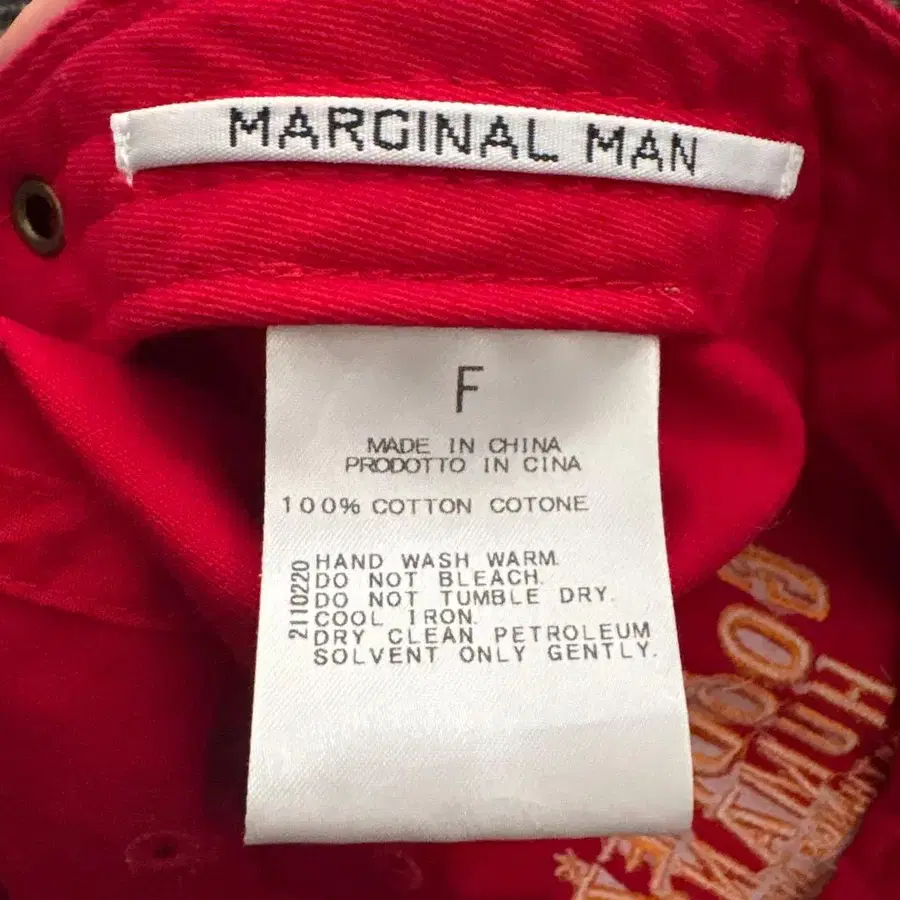 MARGINAL MAN
F
MADE IN CHINA
PRODOTTO IN CINA
100% COTTON COTONE
2110220
HAND WASH WARM.
DO NOT BLEACH.
DO NOT TUMBLE DRY.
COOL IRON.
DRY CLEAN PETROLEUM
SOLVENT ONLY GENTLY.